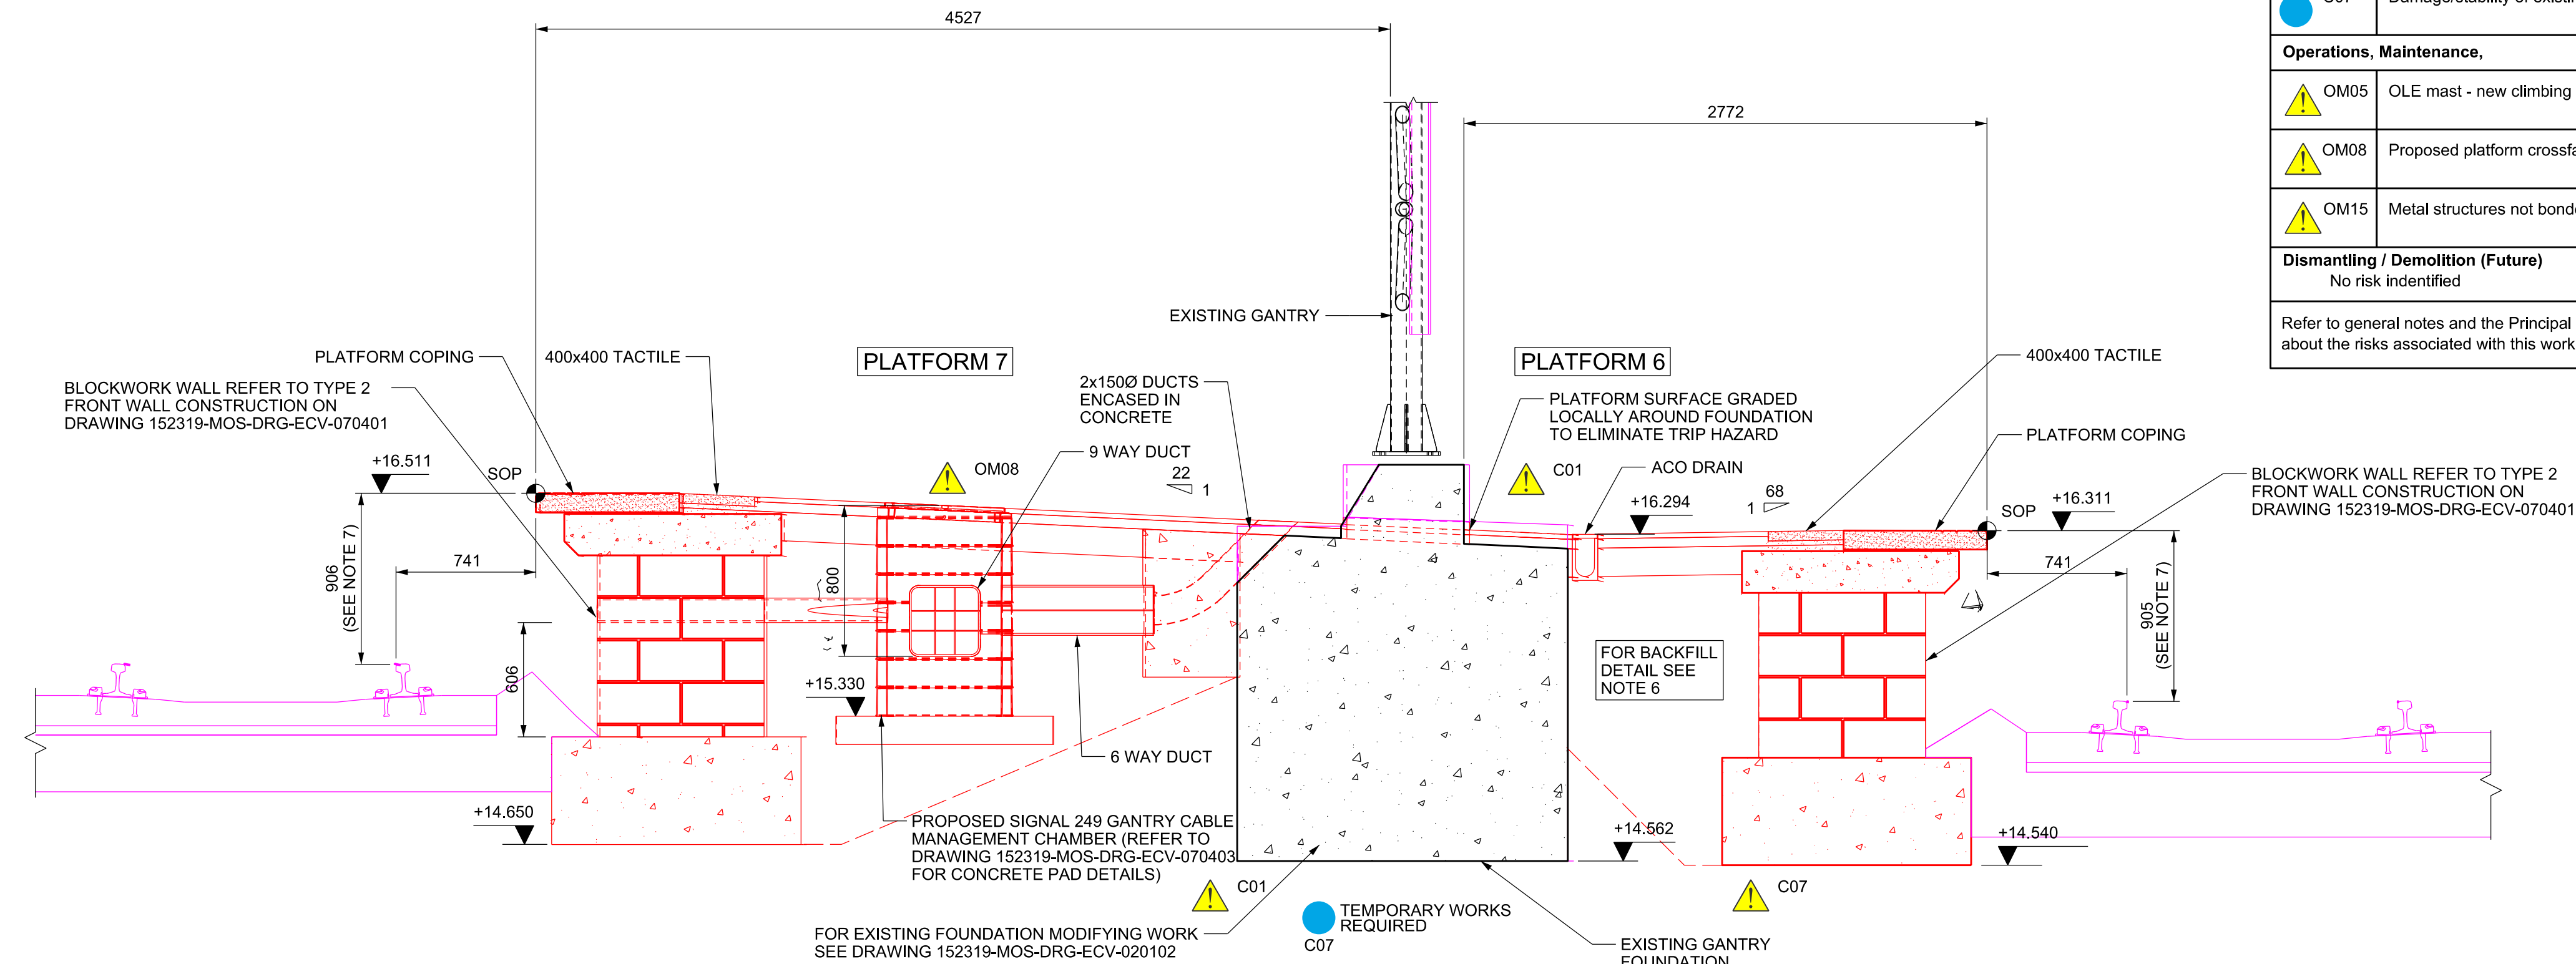 4527
2772
EXISTING GANTRY
PLATFORM COPING
400x400 TACTILE
PLATFORM 7
PLATFORM 6
400x400 TACTILE
BLOCKWORK WALL REFER TO TYPE 2
FRONT WALL CONSTRUCTION ON
DRAWING 152319-MOS-DRG-ECV-070401
2x150Ø DUCTS
ENCASED IN
CONCRETE
PLATFORM SURFACE GRADED
LOCALLY AROUND FOUNDATION
TO ELIMINATE TRIP HAZARD
PLATFORM COPING
9 WAY DUCT
+16.511
SOP
OM08
22
1
C01
ACO DRAIN
+16.294
68
1
SOP
+16.311
BLOCKWORK WALL REFER TO TYPE 2
FRONT WALL CONSTRUCTION ON
DRAWING 152319-MOS-DRG-ECV-070401
906
(SEE NOTE 7)
741
800
741
905
(SEE NOTE 7)
606
+15.330
FOR BACKFILL
DETAIL SEE
NOTE 6
6 WAY DUCT
+14.650
PROPOSED SIGNAL 249 GANTRY CABLE
MANAGEMENT CHAMBER (REFER TO
DRAWING 152319-MOS-DRG-ECV-070403
FOR CONCRETE PAD DETAILS)
+14.562
+14.540
C01
C07
TEMPORARY WORKS
REQUIRED
C07
FOR EXISTING FOUNDATION MODIFYING WORK
SEE DRAWING 152319-MOS-DRG-ECV-020102
EXISTING GANTRY
FOUNDATION
C07
Damage/stability of
Operations, Maintenance,
OM05
OLE mast - new climbing
OM08
Proposed platform
OM15
Metal structures not
Dismantling / Demolition (Future)
No risk indentified
Refer to general notes and the Principal
about the risks associated with this work